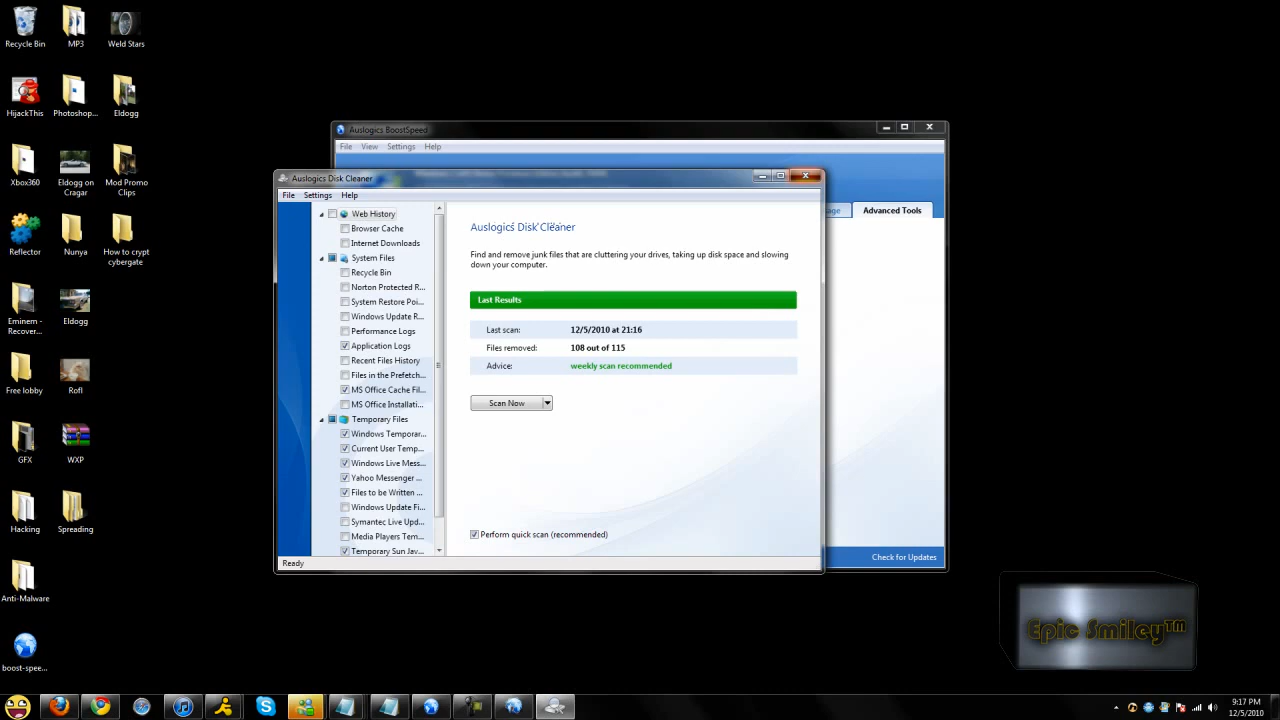 Recycle Bin
MP3
Weld Stars
HijackThis
Photoshop...
Eldogg
Xbox360
Eldogg on
Cragar
Mod Promo
Clips
Reflector
Nunya
How to crypt
cybergate
Eminem -
Recover...
Eldogg
Free lobby
Rofl
GFX
WXP
Hacking
Spreading
Anti-Malware
boost-spee...
Auslogics BoostSpeed
File View Settings Help
Advanced Tools
Check for Updates
Auslogics Disk Cleaner
File Settings Help
Web History
Browser Cache
Internet Downloads
System Files
Recycle Bin
Norton Protected R...
System Restore Poi...
Windows Update R...
Performance Logs
Application Logs
Recent Files History
Files in the Prefetch...
MS Office Cache Fil...
MS Office Installati...
Temporary Files
Windows Temporar...
Current User Temp...
Windows Live Mess...
Yahoo Messenger ...
Files to be Written ...
Windows Update Fi...
Symantec Live Upd...
Media Players Tem...
Temporary Sun Jav...
Auslogics Disk Cleaner
Find and remove junk files that are cluttering your drives, taking up disk space and slowing
down your computer.
Last Results
Last scan: 12/5/2010 at 21:16
Files removed: 108 out of 115
Advice: weekly scan recommended
Scan Now
Perform quick scan (recommended)
Ready
Epic Smiley™
9:17 PM
12/5/2010